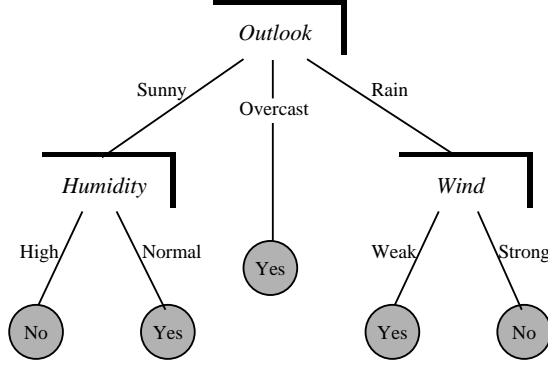 Outlook
Sunny
Rain
Overcast
Humidity
Wind
High
Normal
Weak
Strong
Yes
No
Yes
Yes
No